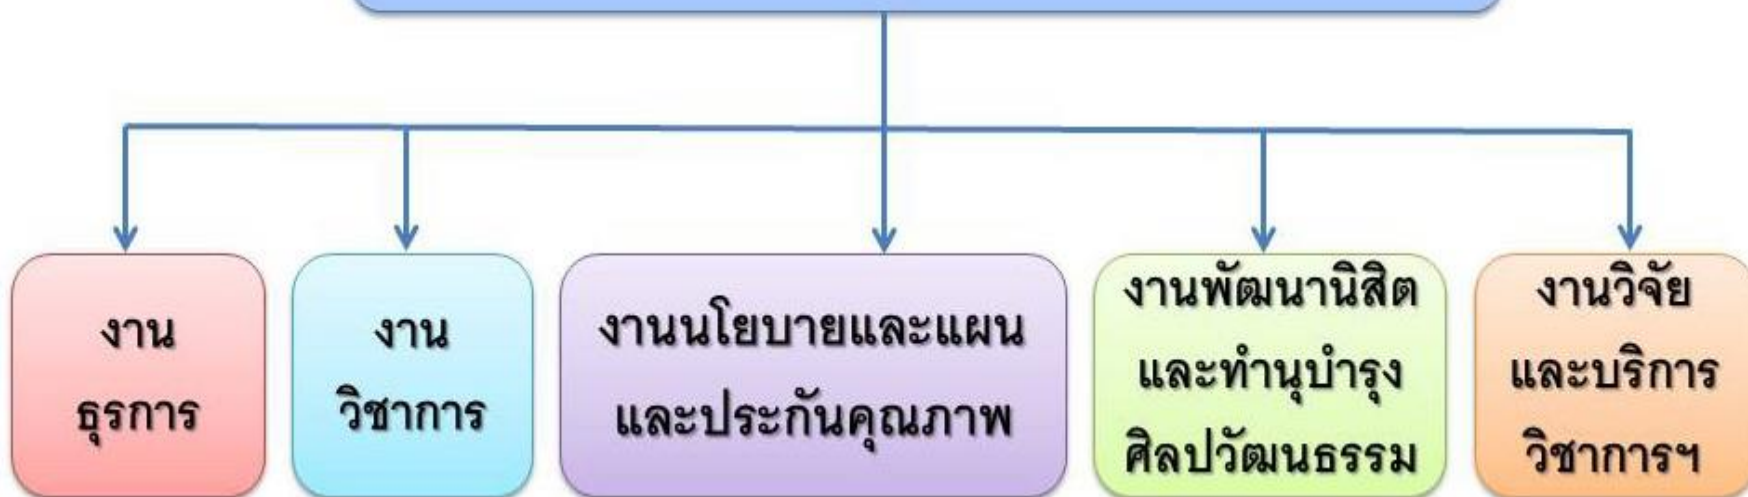 งาน
ธุรการ
งาน
วิชาการ
งานนโยบายและแผน
และประกันคุณภาพ
งานพัฒนานิสิต
และทำนุบำรุง
ศิลปวัฒนธรรม
งานวิจัย
และบริการ
วิชาการฯ